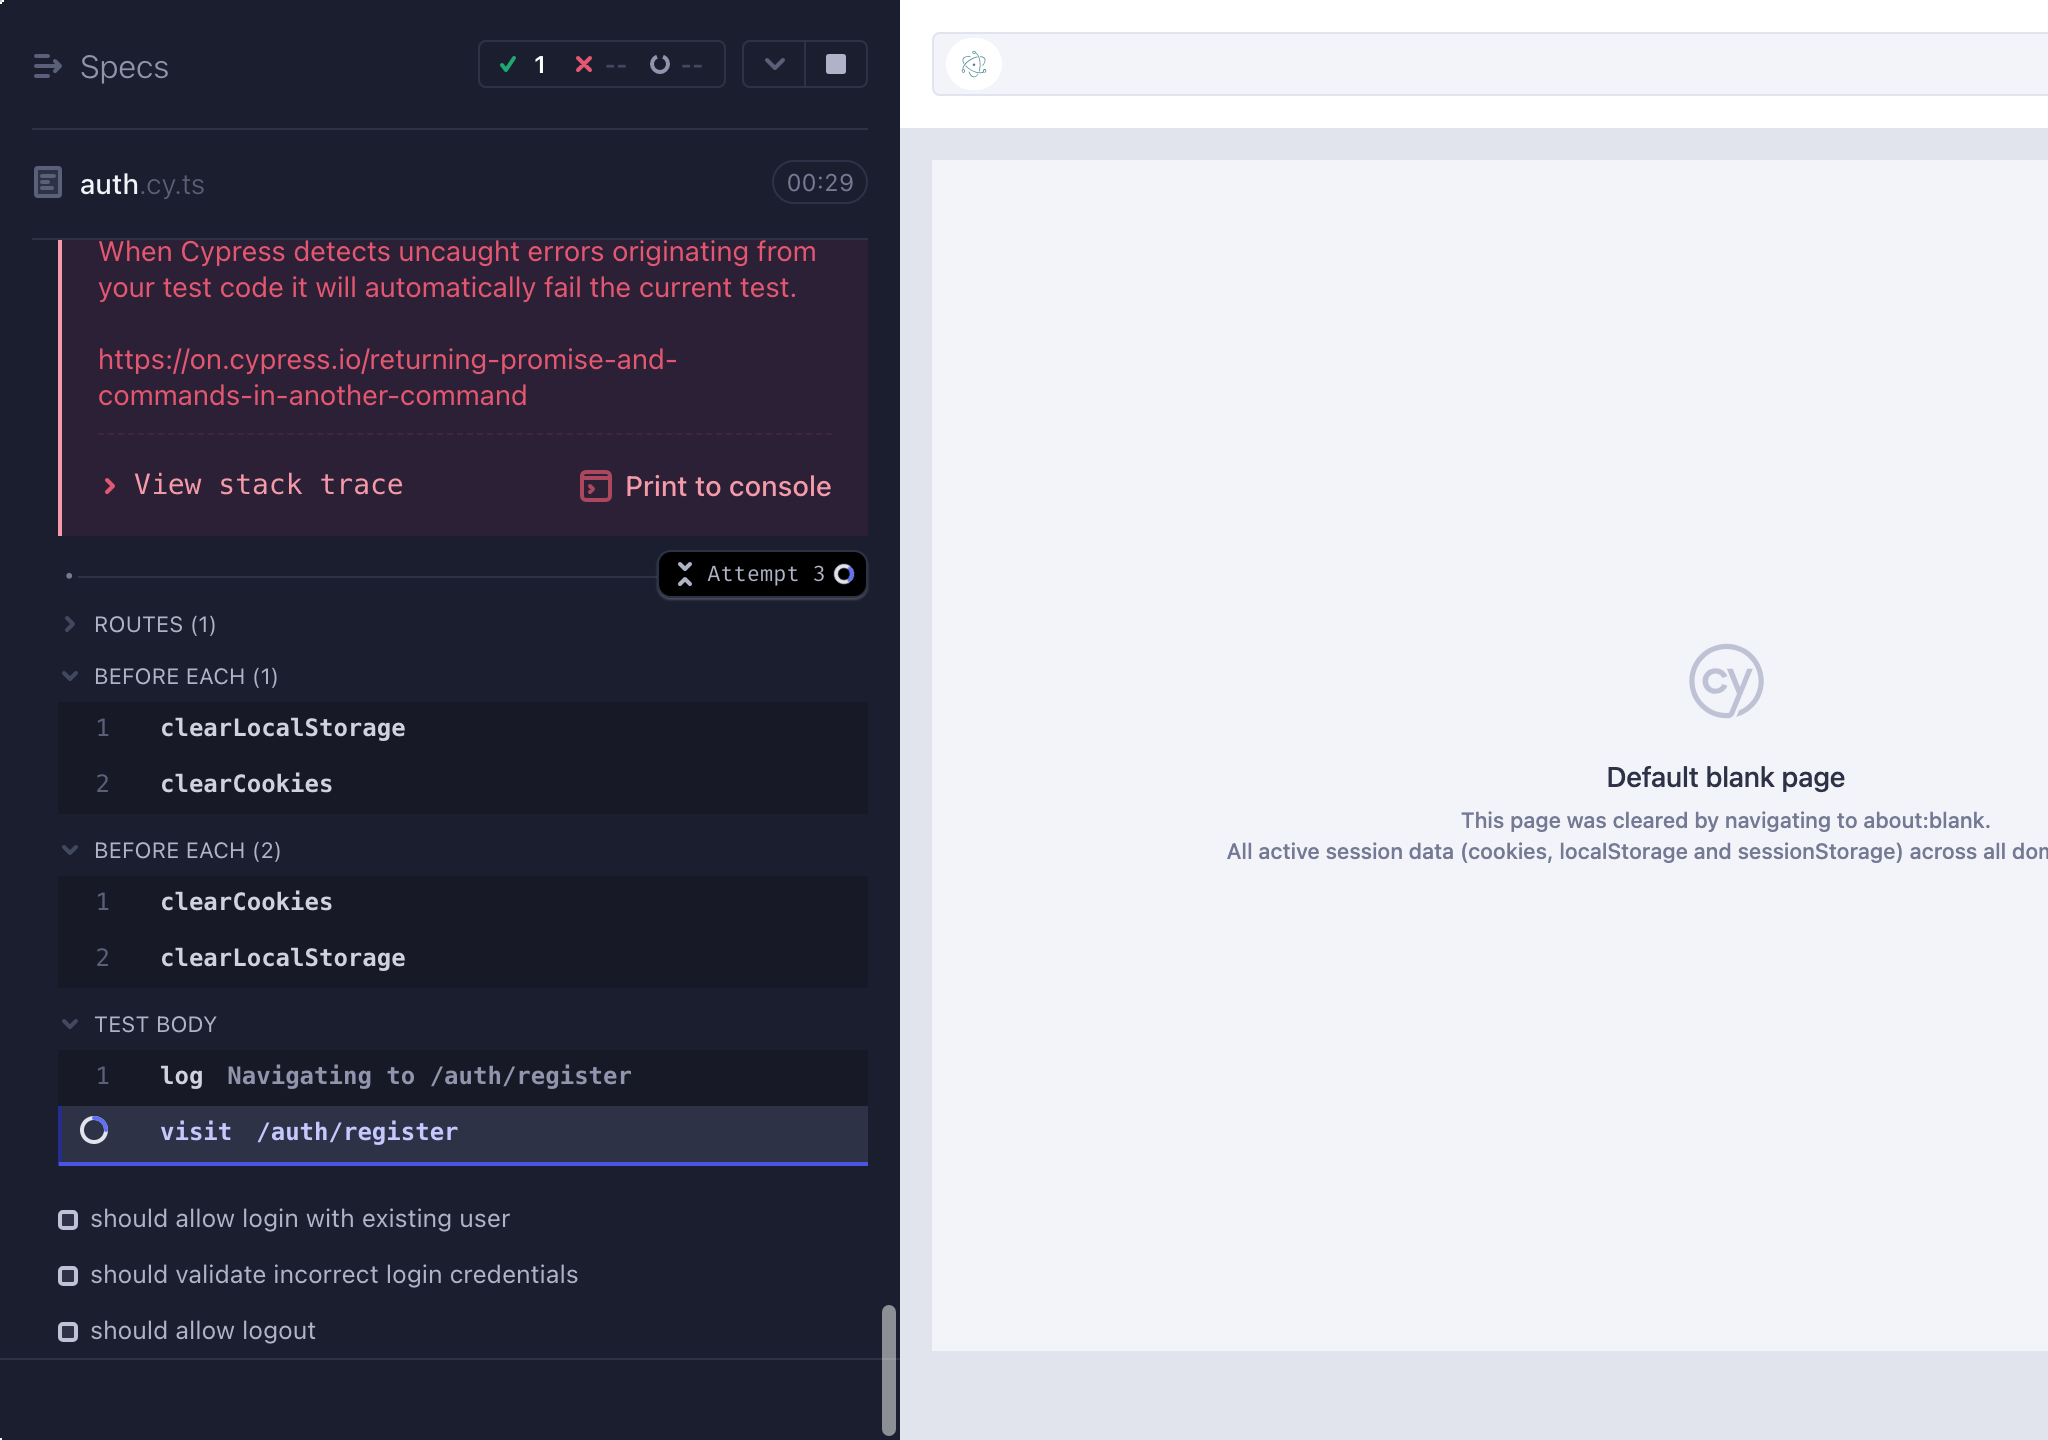 Specs
1 -- --
auth.cy.ts
00:29
When Cypress detects uncaught errors originating from
your test code it will automatically fail the current test.
https://on.cypress.io/returning-promise-and-
commands-in-another-command
View stack trace
Print to console
Attempt 3
ROUTES (1)
BEFORE EACH (1)
1 clearLocalStorage
2 clearCookies
BEFORE EACH (2)
1 clearCookies
2 clearLocalStorage
TEST BODY
1 log Navigating to /auth/register
visit /auth/register
should allow login with existing user
should validate incorrect login credentials
should allow logout
cy
Default blank page
This page was cleared by navigating to about:blank.
All active session data (cookies, localStorage and sessionStorage) across all